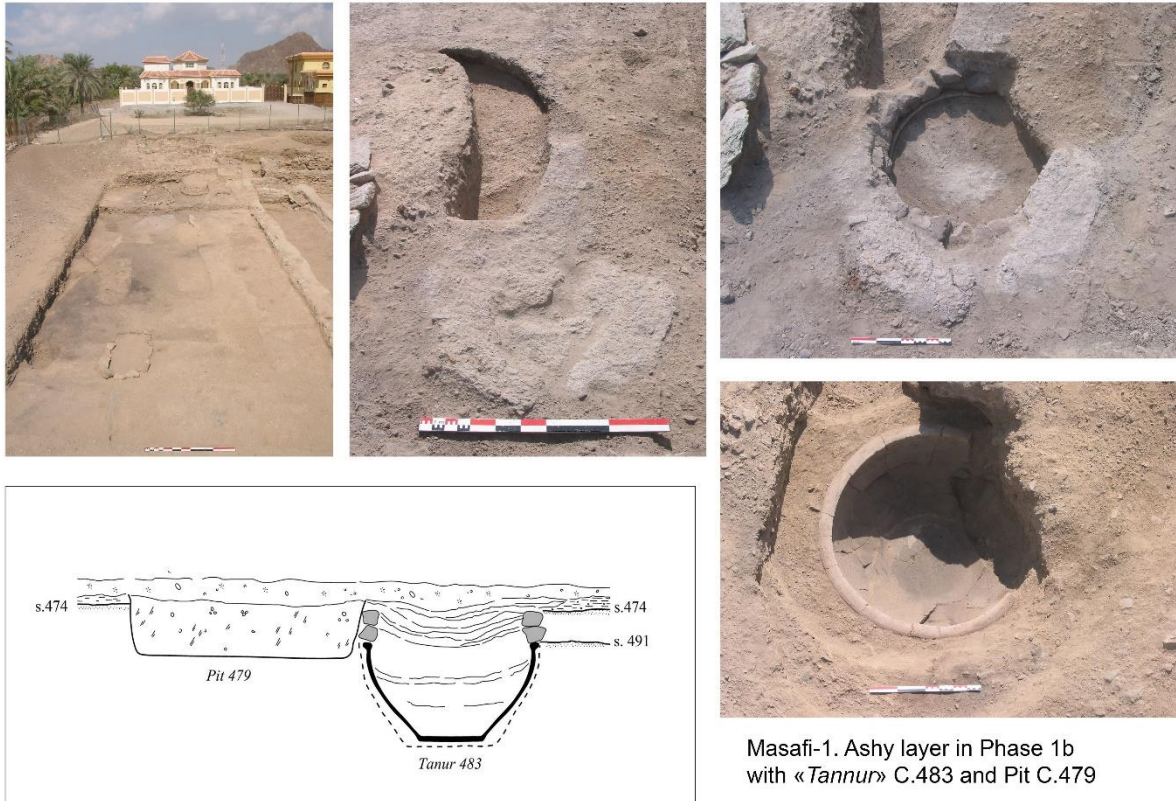 s.474
s.474
s. 491
Pit 479
Tanur 483
Masafi-1. Ashy layer in Phase 1b
with «Tannur» C.483 and Pit C.479